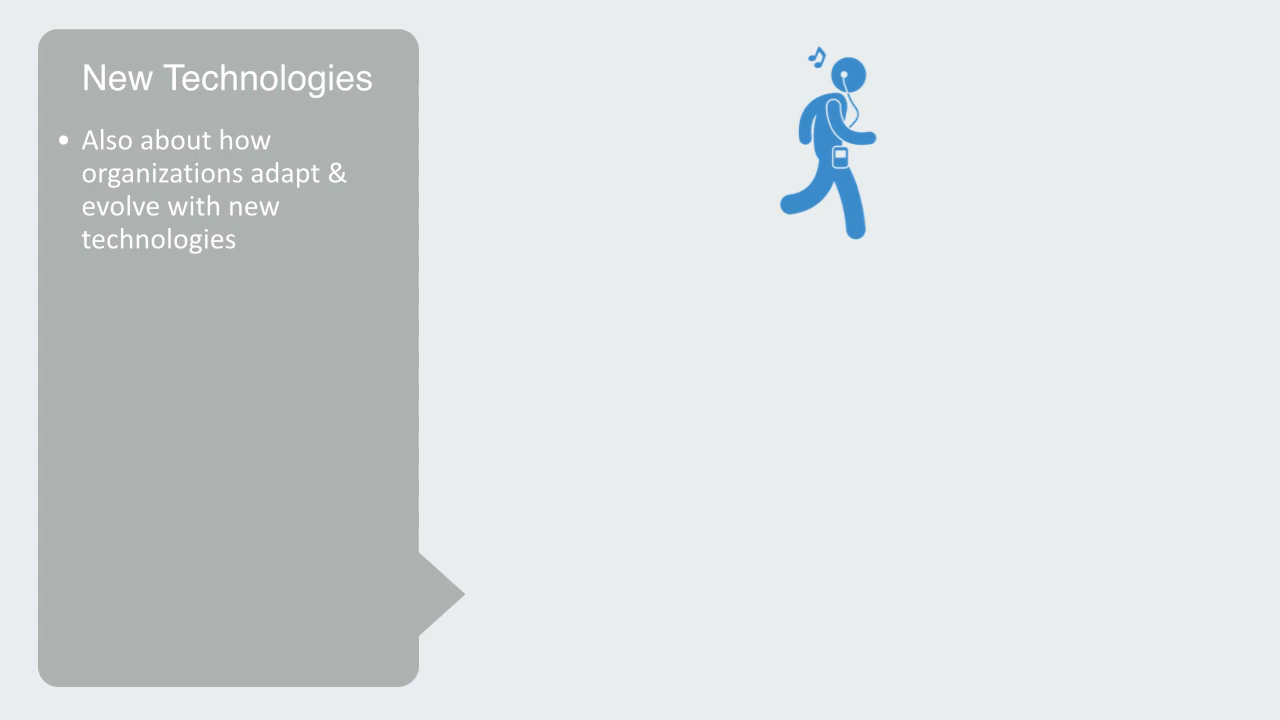 New Technologies
• Also about how
organizations adapt &
evolve with new
technologies